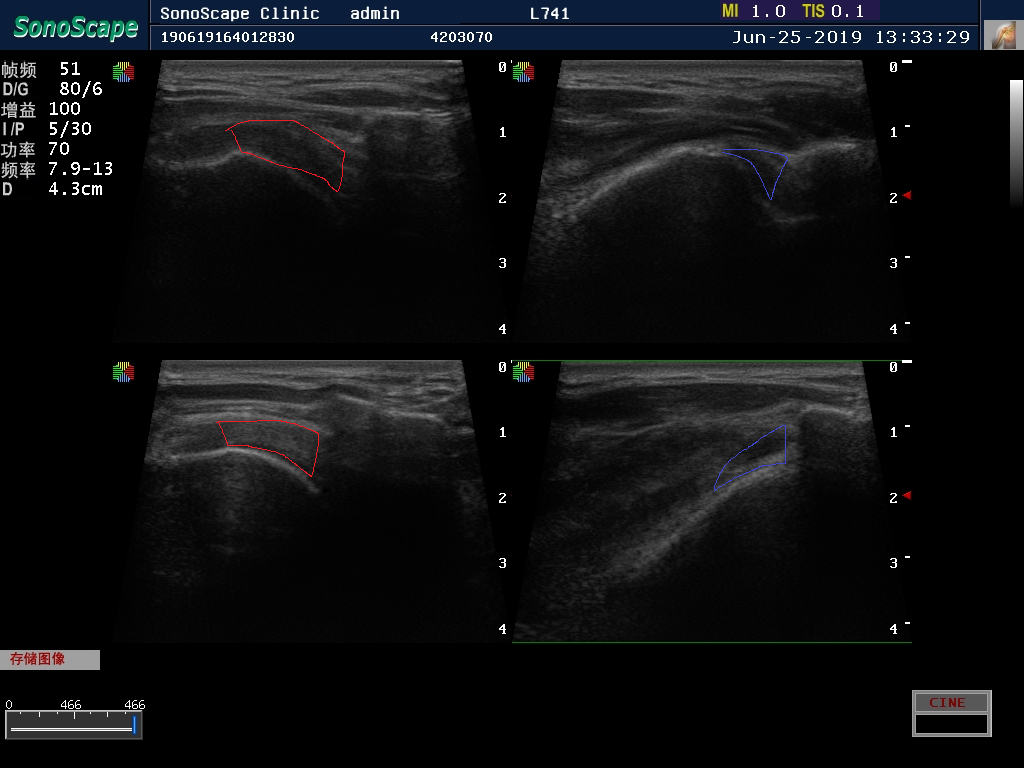 SonoScape
SonoScape Clinic admin L741 MI 1.0 TIS 0.1
190619164012830 4203070 Jun-25-2019 13:33:29
帧频 51
D/G 80/6
增益 100
I/P 5/30
功率 70
频率 7.9-13
D 4.3cm
0 0
1 1
2 2
3 3
4 4
0 0
1 1
2 2
3 3
4 4
存储图像
0 466 466
CINE